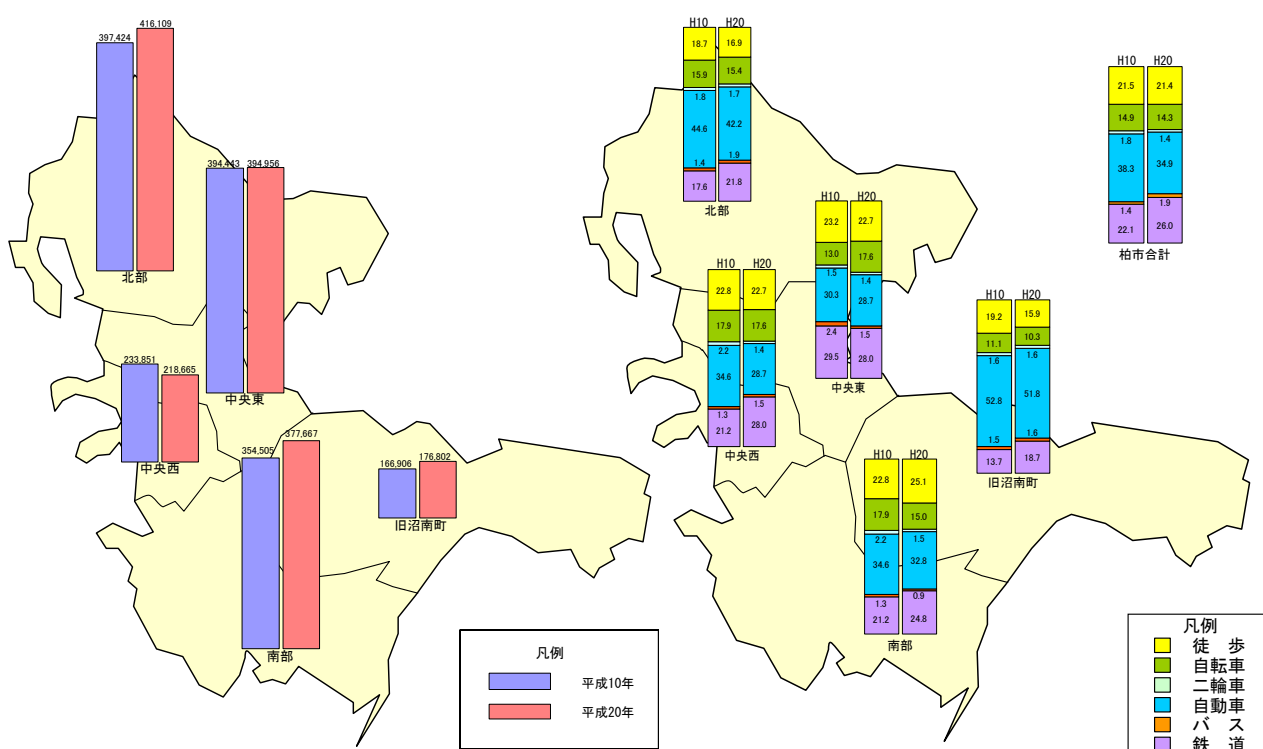 397,424
416,109
北部
394,443
394,956
中央東
233,851
218,665
中央西
354,505
377,667
南部
166,906
176,802
旧沼南町
凡例
平成10年
平成20年
H10 H20
18.7 16.9
15.9 15.4
1.8 1.7
44.6 42.2
1.4 1.9
17.6 21.8
北部
23.2 22.7
13.0 17.6
1.5 1.4
30.3 28.7
2.4 1.5
29.5 28.0
中央東
H10 H20
22.8 22.7
17.9 17.6
2.2 1.4
34.6 28.7
1.3 1.5
21.2 28.0
中央西
H10 H20
19.2 15.9
11.1 10.3
1.6 1.6
52.8 51.8
1.5 1.6
13.7 18.7
旧沼南町
H10 H20
22.8 25.1
17.9 15.0
2.2 1.5
34.6 32.8
1.3 0.9
21.2 24.8
南部
H10 H20
H10 H20
21.5 21.4
14.9 14.3
1.8 1.4
38.3 34.9
1.4 1.9
22.1 26.0
柏市合計
凡例
徒 歩
自転車
二輪車
自動車
バ ス
鉄 道